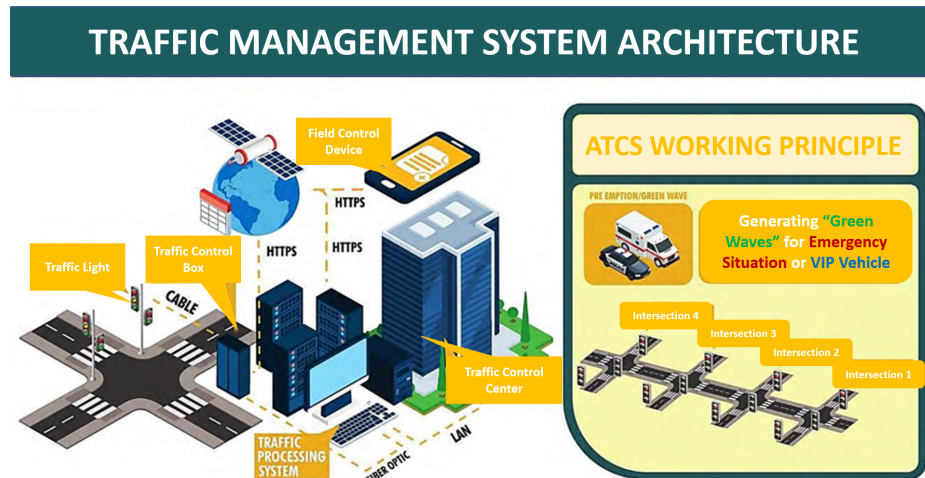 TRAFFIC MANAGEMENT SYSTEM ARCHITECTURE
Field Control
Device
HTTPS
HTTPS
HTTPS
Traffic Control
Box
Traffic Light
CABLE
Traffic Control
Center
LAN
FIBER OPTIC
TRAFFIC
PROCESSING
SYSTEM
ATCS WORKING PRINCIPLE
PRE EMPTION/GREEN WAVE
Generating “Green
Waves” for Emergency
Situation or VIP Vehicle
Intersection 4
Intersection 3
Intersection 2
Intersection 1